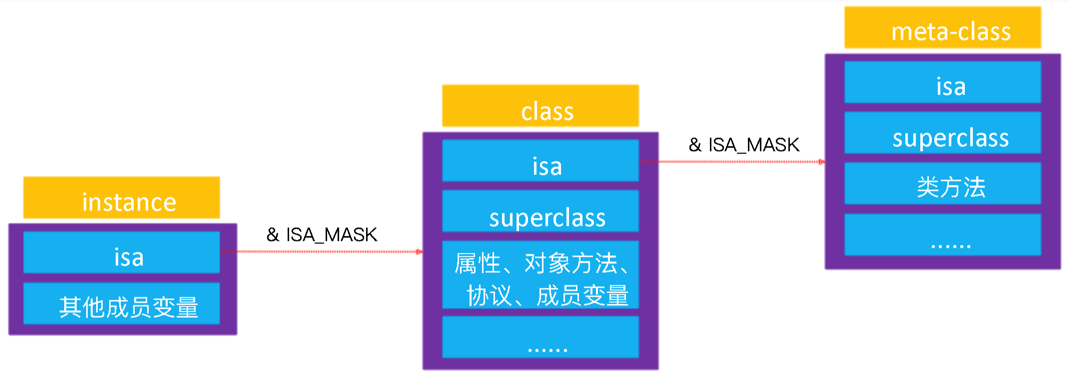 instance
isa
其他成员变量
& ISA_MASK
class
isa
superclass
属性、对象方法、
协议、成员变量
......
& ISA_MASK
meta-class
isa
superclass
类方法
......